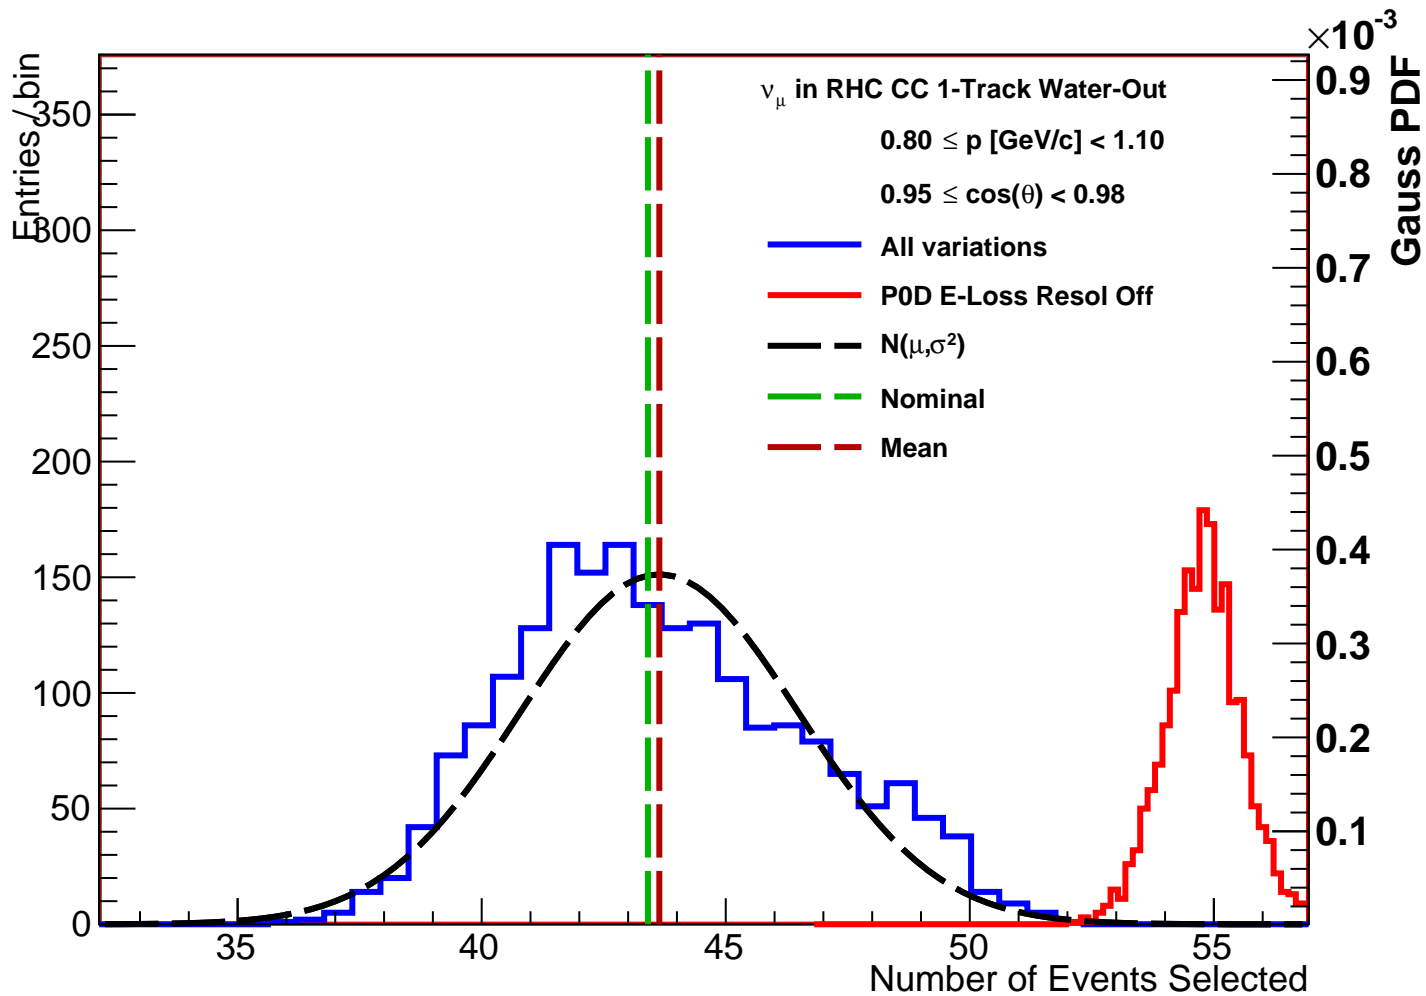 ×10⁻³
Entries / bin
Gauss PDF
350
300
250
200
150
100
50
0
0.9
0.8
0.7
0.6
0.5
0.4
0.3
0.2
0.1
νμ in RHC CC 1-Track Water-Out
0.80 ≤ p [GeV/c] < 1.10
0.95 ≤ cos(θ) < 0.98
All variations
P0D E-Loss Resol Off
N(μ,σ²)
Nominal
Mean
35 40 45 50 55
Number of Events Selected